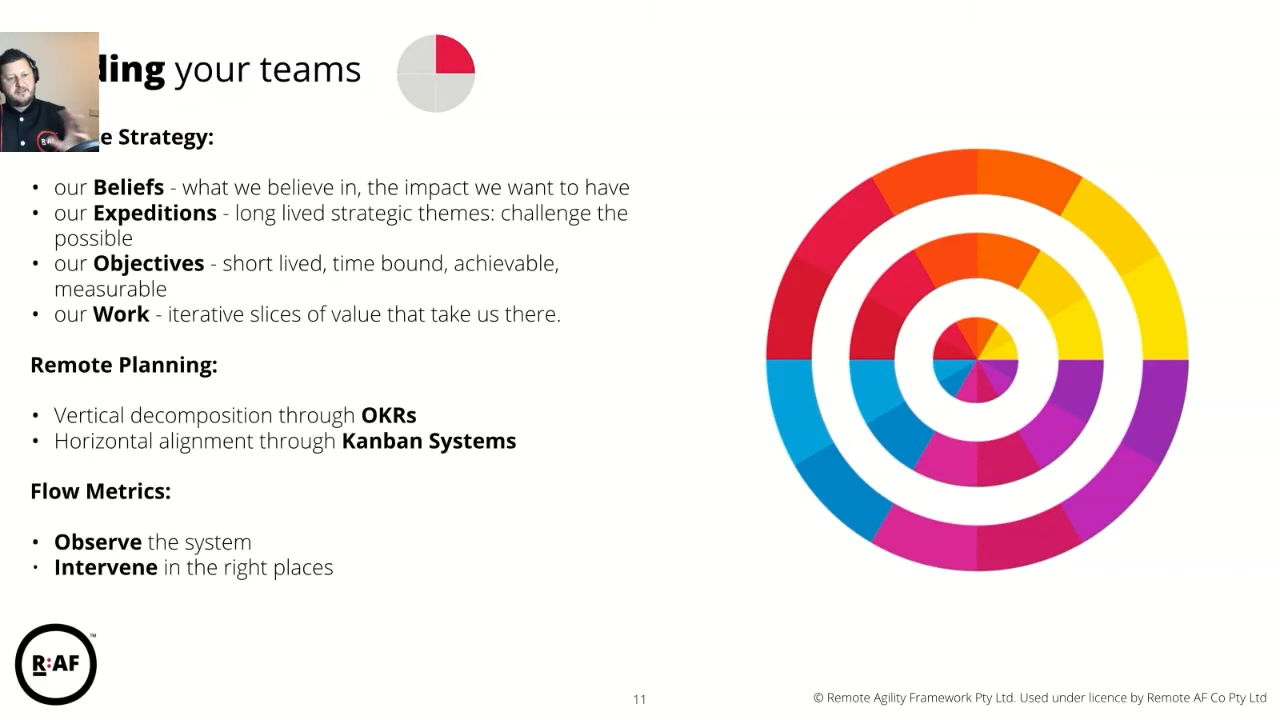 ding your teams
e Strategy:
• our Beliefs - what we believe in, the impact we want to have
• our Expeditions - long lived strategic themes: challenge the
possible
• our Objectives - short lived, time bound, achievable,
measurable
• our Work - iterative slices of value that take us there.
Remote Planning:
• Vertical decomposition through OKRs
• Horizontal alignment through Kanban Systems
Flow Metrics:
• Observe the system
• Intervene in the right places
R:AF ™
11
© Remote Agility Framework Pty Ltd. Used under licence by Remote AF Co Pty Ltd